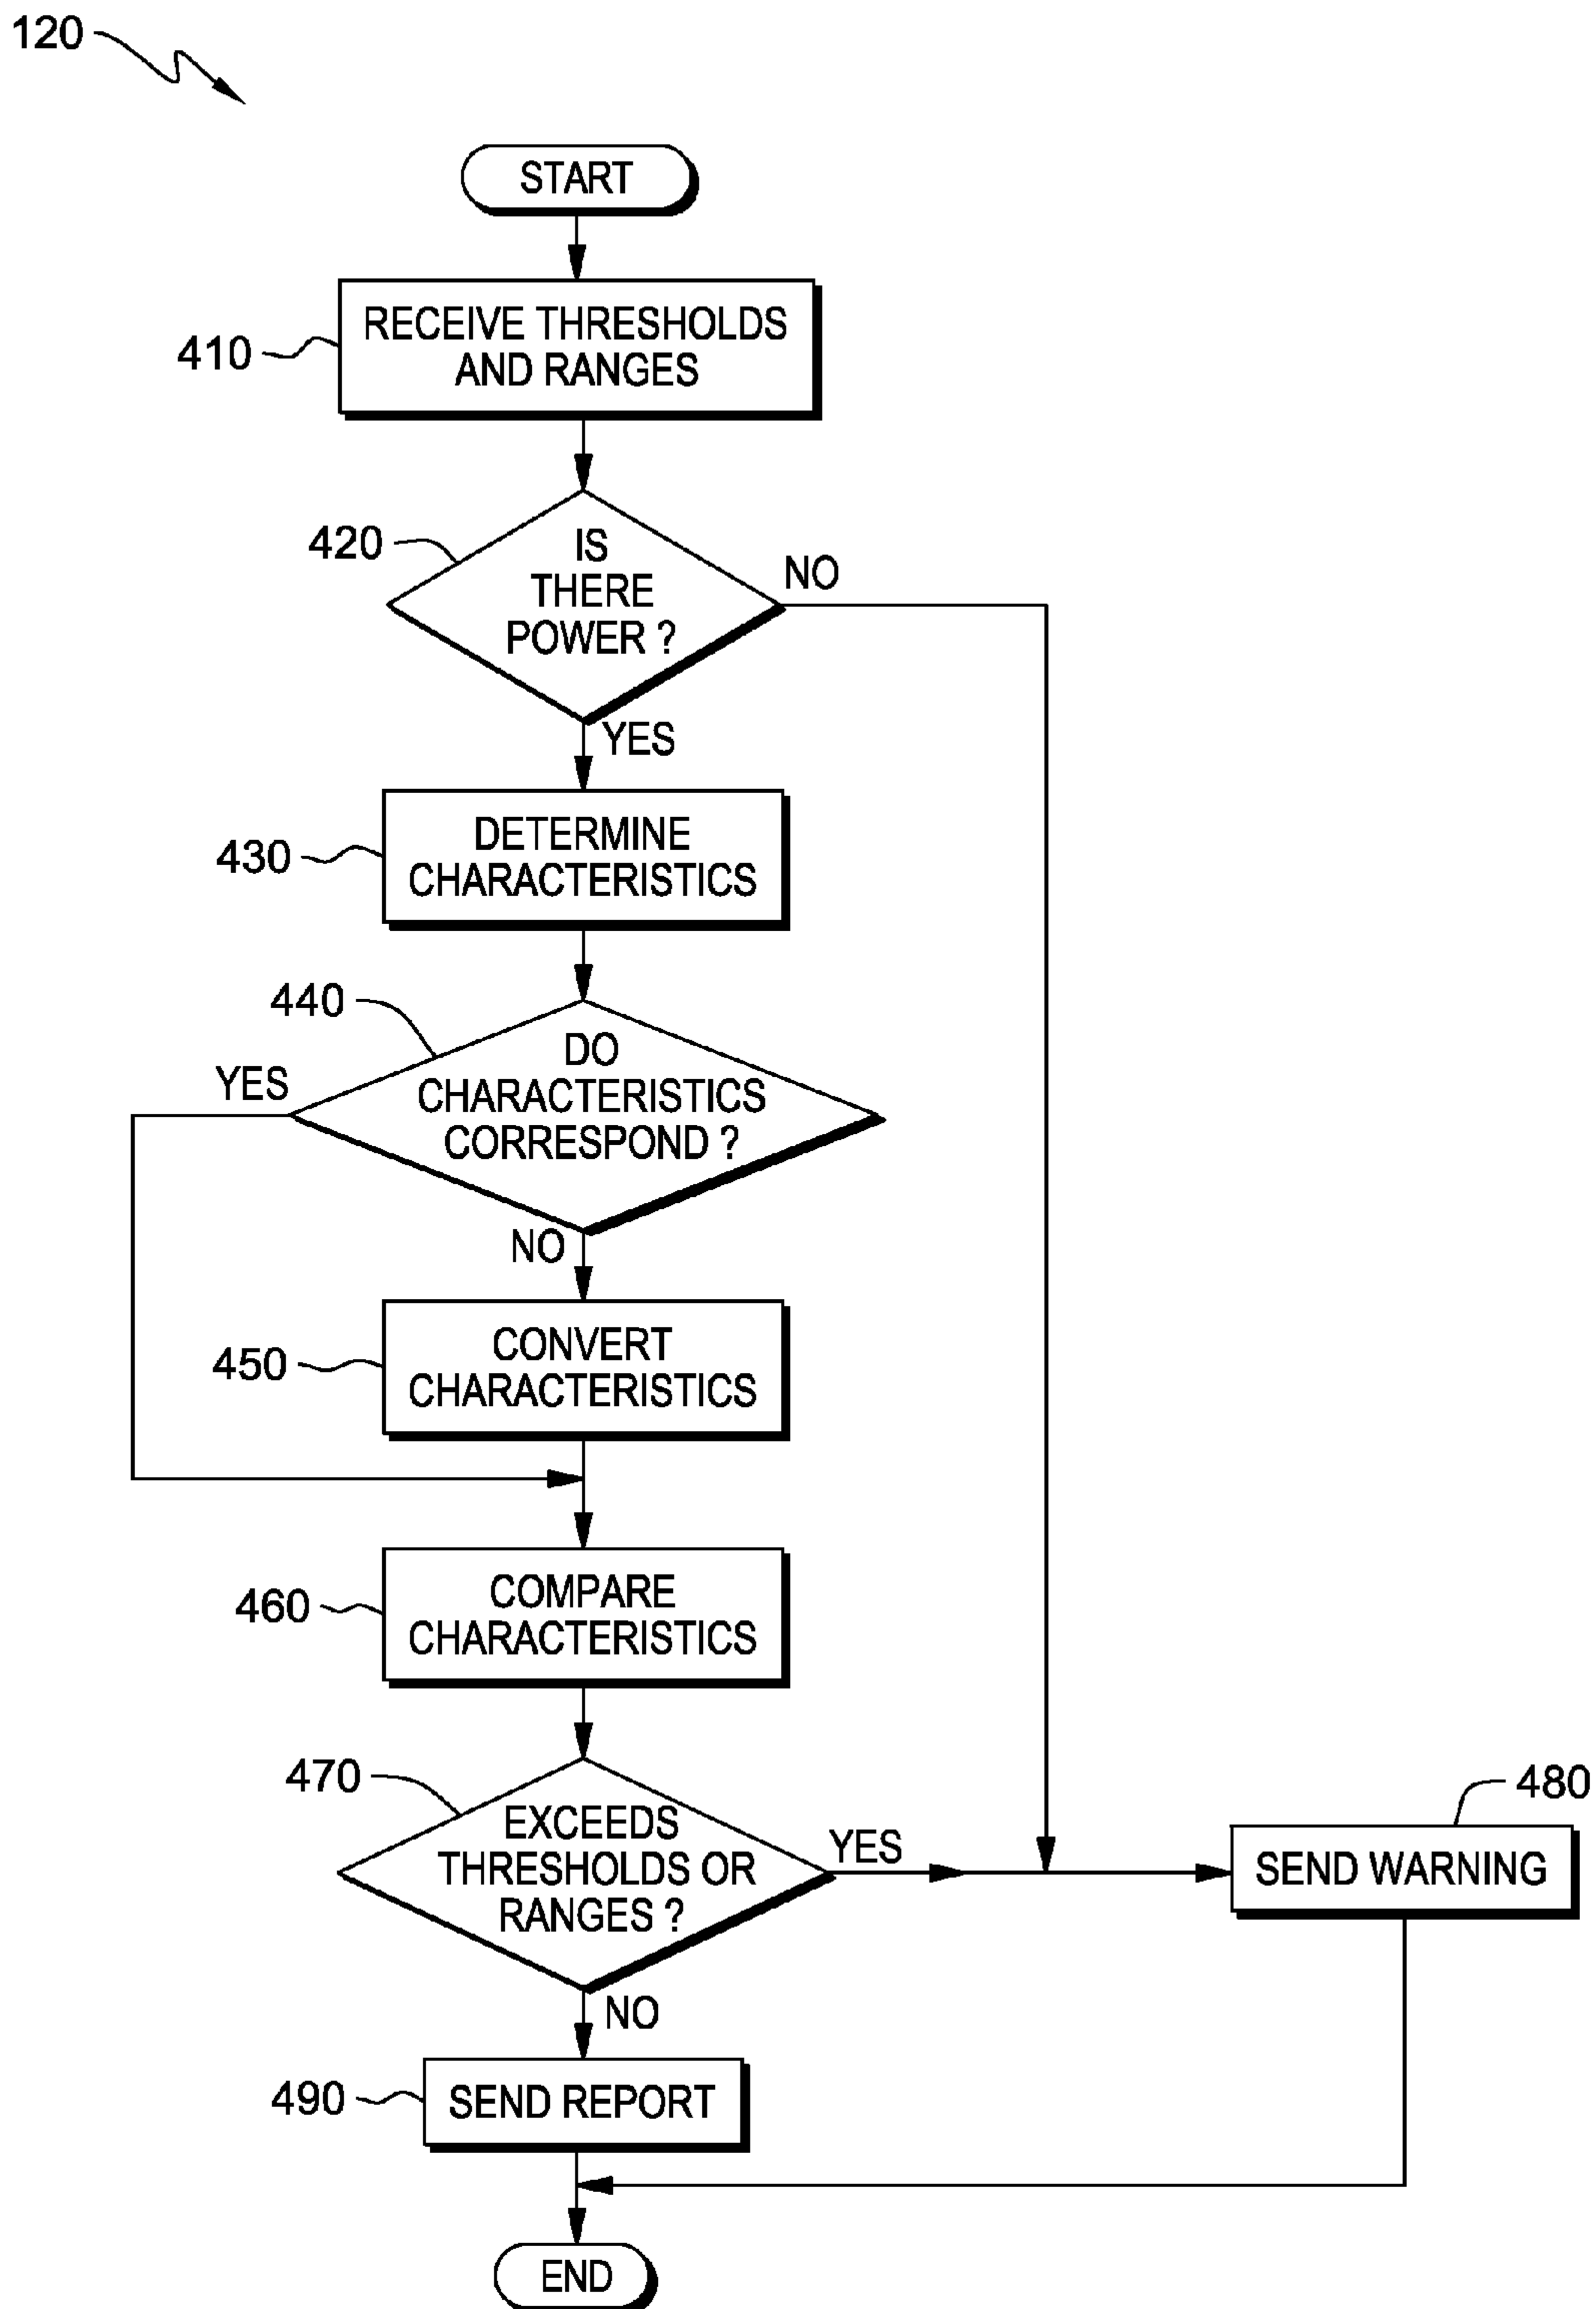 120
START
410
RECEIVE THRESHOLDS
AND RANGES
420
IS
THERE
POWER ?
NO
YES
430
DETERMINE
CHARACTERISTICS
440
DO
CHARACTERISTICS
CORRESPOND ?
YES
NO
450
CONVERT
CHARACTERISTICS
460
COMPARE
CHARACTERISTICS
470
EXCEEDS
THRESHOLDS OR
RANGES ?
YES
480
SEND WARNING
NO
490
SEND REPORT
END